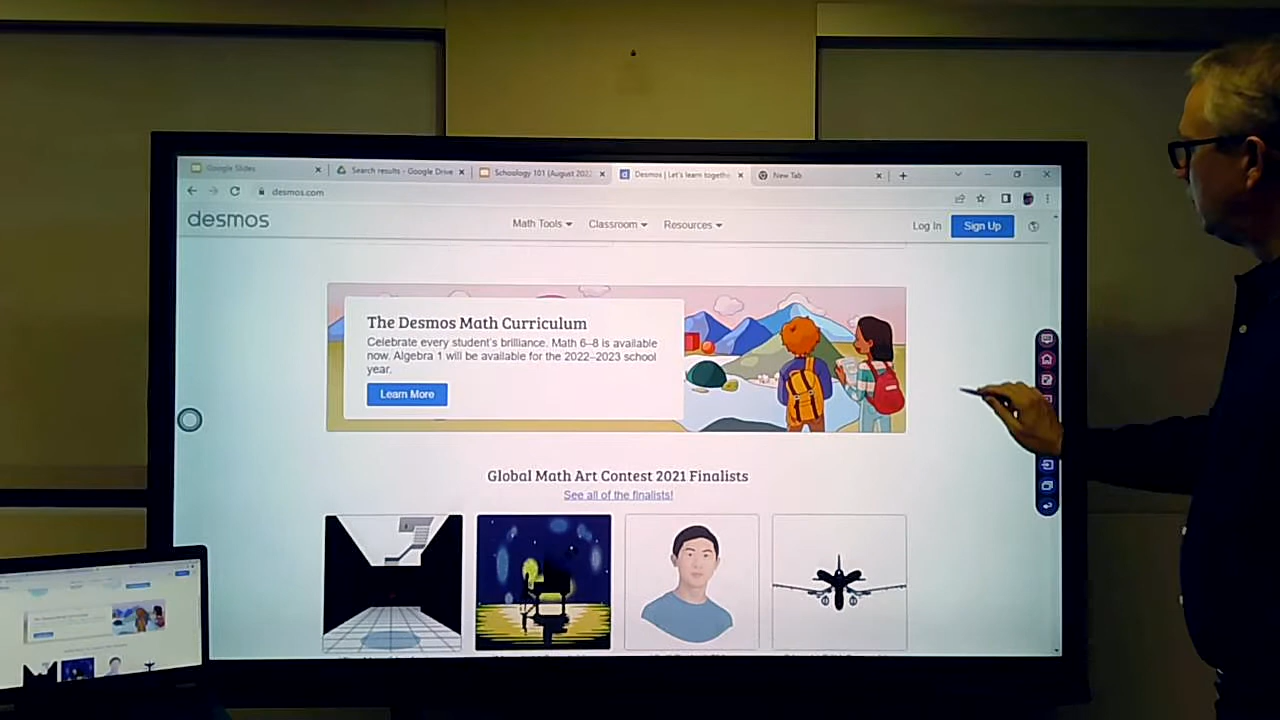 Google Slides
Search results - Google Drive
Schoology 101 (August 2022
Desmos | Let's learn togethe
New Tab
desmos.com
desmos
Math Tools
Classroom
Resources
Log In
Sign Up
The Desmos Math Curriculum
Celebrate every student's brilliance. Math 6–8 is available
now. Algebra 1 will be available for the 2022–2023 school
year.
Learn More
Global Math Art Contest 2021 Finalists
See all of the finalists!